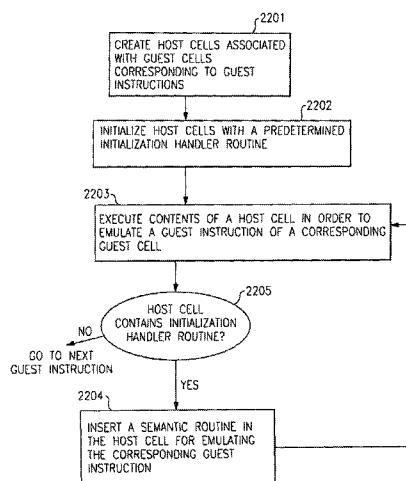 2201
CREATE HOST CELLS ASSOCIATED
WITH GUEST CELLS
CORRESPONDING TO GUEST
INSTRUCTIONS
2202
INITIALIZE HOST CELLS WITH A PREDETERMINED
INITIALIZATION HANDLER ROUTINE
2203
EXECUTE CONTENTS OF A HOST CELL IN ORDER TO
EMULATE A GUEST INSTRUCTION OF A CORRESPONDING
GUEST CELL
2205
HOST CELL
CONTAINS INITIALIZATION
HANDLER ROUTINE?
NO
GO TO NEXT
GUEST INSTRUCTION
YES
2204
INSERT A SEMANTIC ROUTINE IN
THE HOST CELL FOR EMULATING
THE CORRESPONDING GUEST
INSTRUCTION